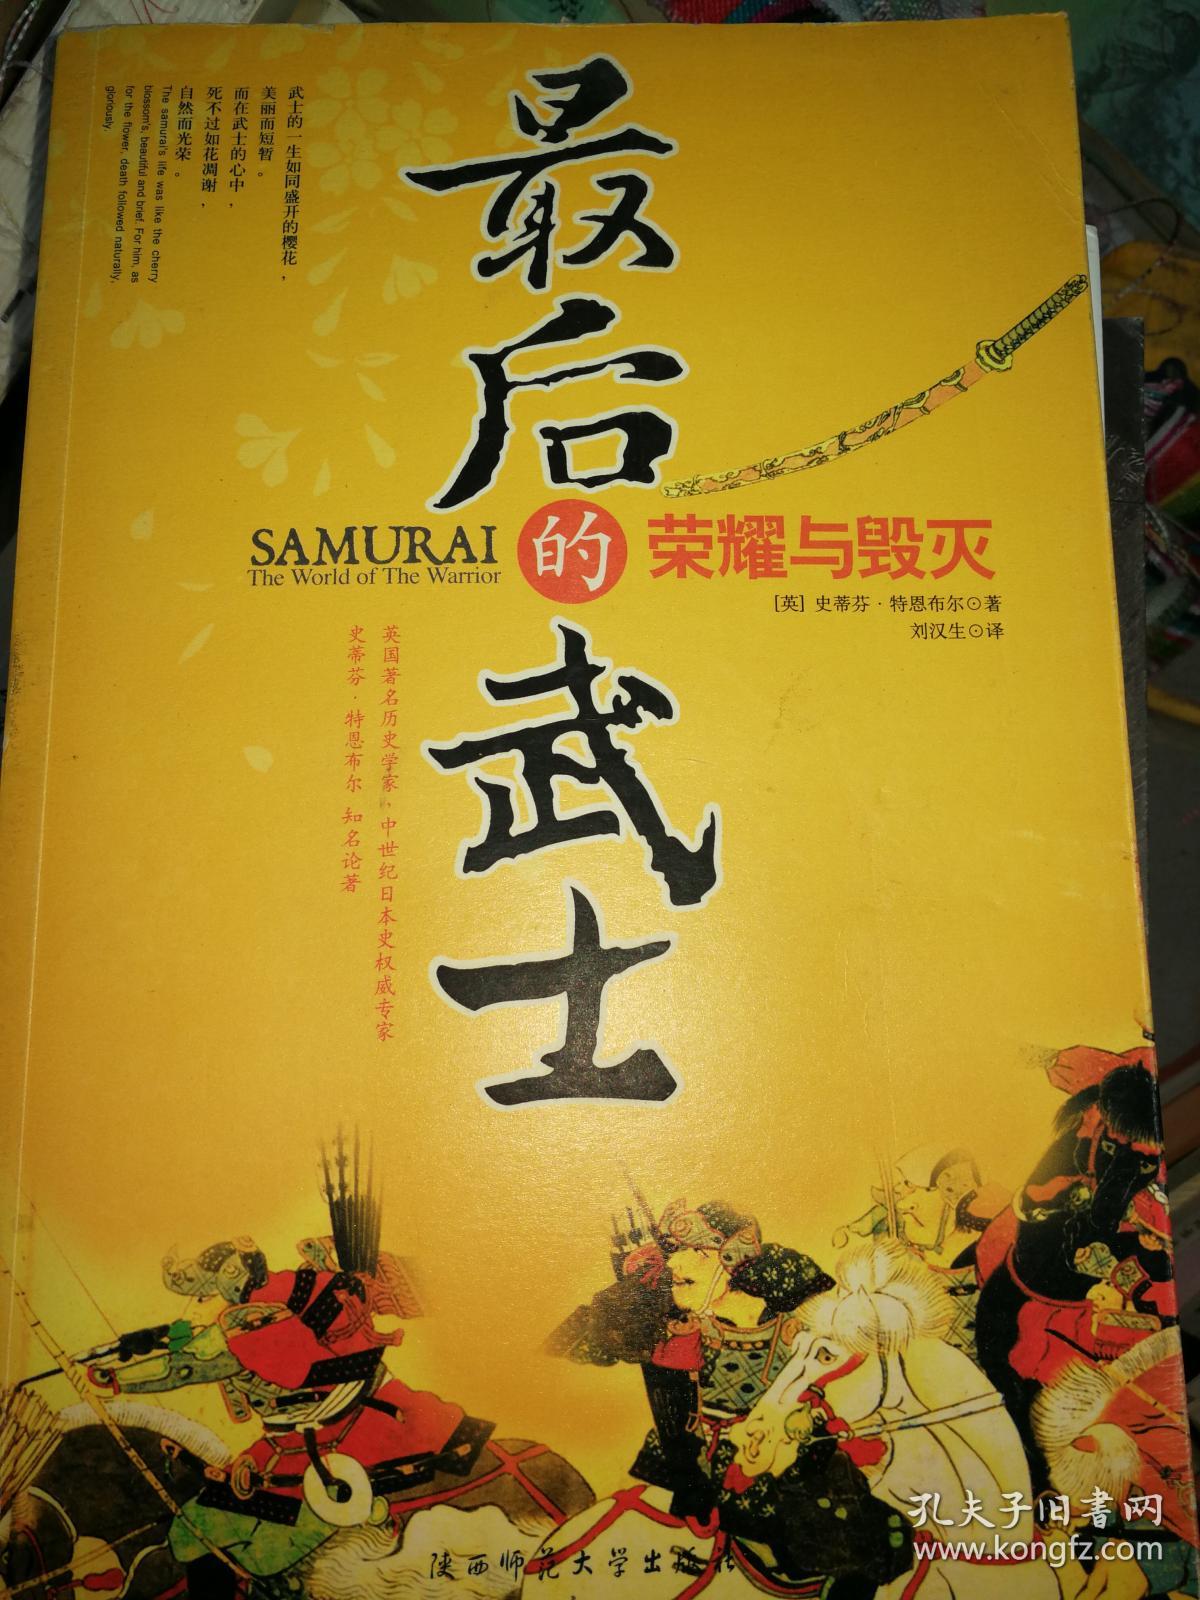 武士的一生如同盛开的樱花，
美丽而短暂。
而在武士的心中，
死不过如花凋谢，
自然而光荣。
The samurai's life was like the cherry
blossom's, beautiful and brief. For him, as
for the flower, death followed naturally,
gloriously.
最后的武士
SAMURAI
The World of The Warrior
荣耀与毁灭
[英] 史蒂芬·特恩布尔⊙著
刘汉生⊙译
英国著名历史学家，中世纪日本史权威专家
史蒂芬·特恩布尔 知名论著
陕西师范大学出版社
孔夫子旧書网
www.kongfz.com